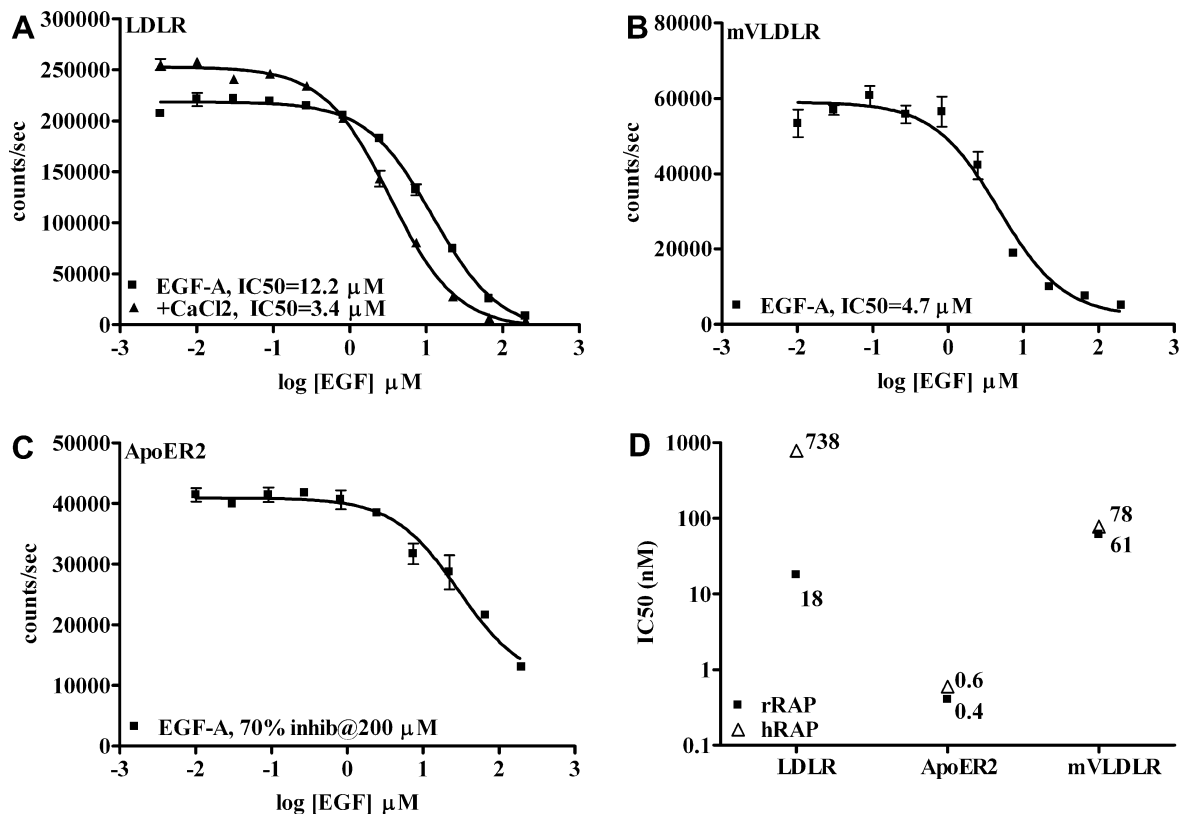 A
LDLR
300000
250000
200000
150000
100000
50000
0
counts/sec
EGF-A, IC50=12.2 μM
+CaCl2, IC50=3.4 μM
-3 -2 -1 0 1 2 3
log [EGF] μM
B
mVLDLR
80000
60000
40000
20000
0
counts/sec
EGF-A, IC50=4.7 μM
-3 -2 -1 0 1 2 3
log [EGF] μM
C
ApoER2
50000
40000
30000
20000
10000
0
counts/sec
EGF-A, 70% inhib@200 μM
-3 -2 -1 0 1 2 3
log [EGF] μM
D
1000
100
10
1
0.1
IC50 (nM)
738
18
0.6
0.4
78
61
rRAP
hRAP
LDLR ApoER2 mVLDLR